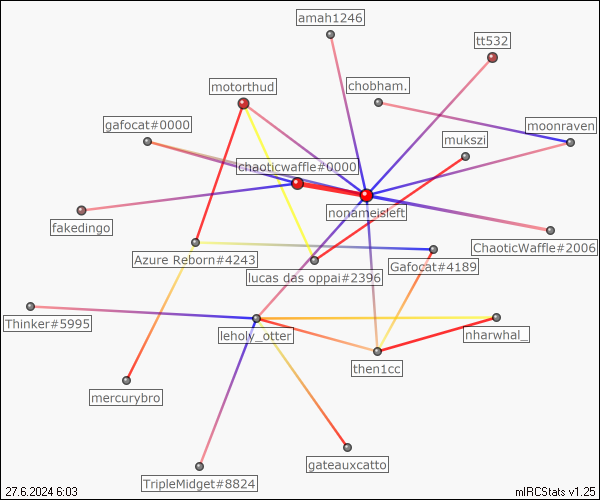 amah1246
tt532
motorthud
chobham.
gafocat#0000
moonraven
mukszi
chaoticwaffle#0000
nonameisleft
fakedingo
ChaoticWaffle#2006
Azure Reborn#4243
Gafocat#4189
lucas das oppai#2396
Thinker#5995
leholy_otter
nharwhal_
then1cc
mercurybro
gateauxcatto
TripleMidget#8824
27.6.2024 6:03
mIRCStats v1.25